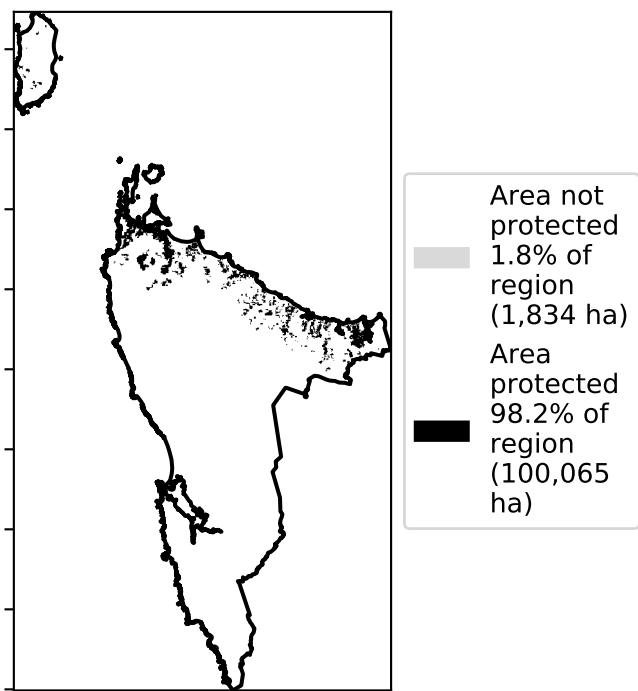 Area not
protected
1.8% of
region
(1,834 ha)
Area
protected
98.2% of
region
(100,065
ha)